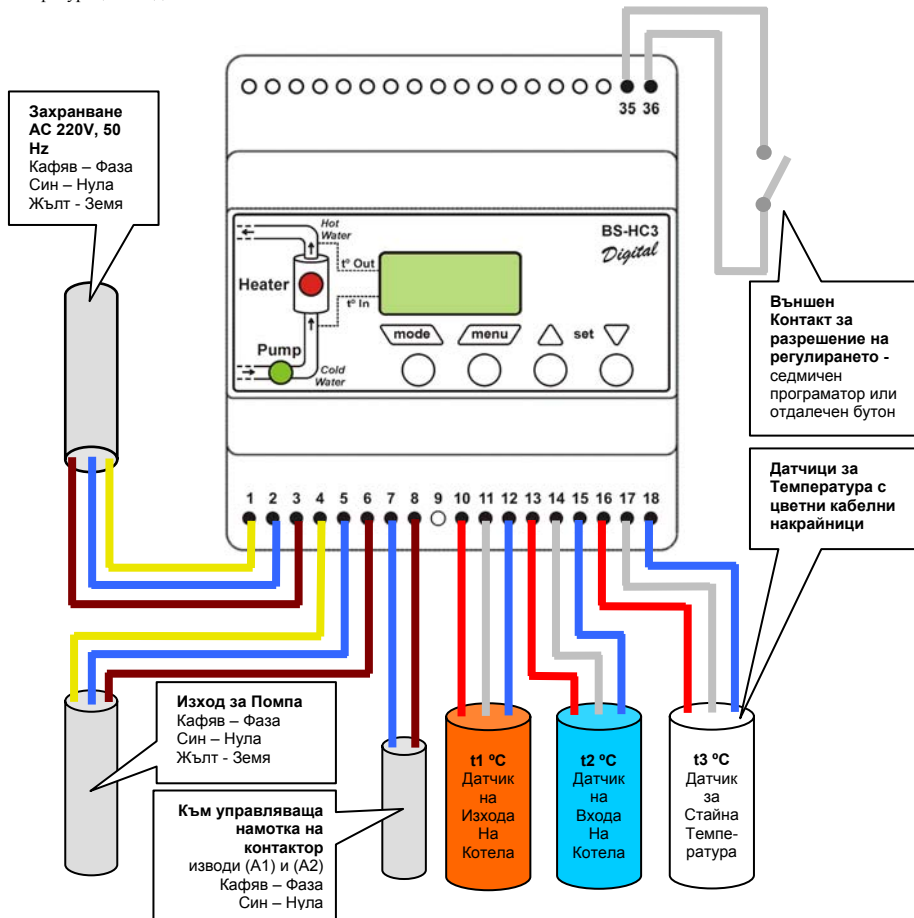 35 36
Захранване
AC 220V, 50
Hz
Кафяв – Фаза
Син – Нула
Жълт - Земя
Hot
Water
tº Out
Heater
tº In
Pump
Cold
Water
BS-HC3
Digital
mode
menu
set
Външен
Контакт за
разрешение на
регулирането -
седмичен
програматор или
отдалечен бутон
Датчици за
Температура с
цветни кабелни
накрайници
1 2 3 4 5 6 7 8 9 10 11 12 13 14 15 16 17 18
Изход за Помпа
Кафяв – Фаза
Син – Нула
Жълт - Земя
Към управляваща
намотка на
контактор
изводи (А1) и (А2)
Кафяв – Фаза
Син – Нула
t1 ºC
Датчик
на
Изхода
На
Котела
t2 ºC
Датчик
на
Входа
На
Котела
t3 ºC
Датчик
за
Стайна
Темпе-
ратура